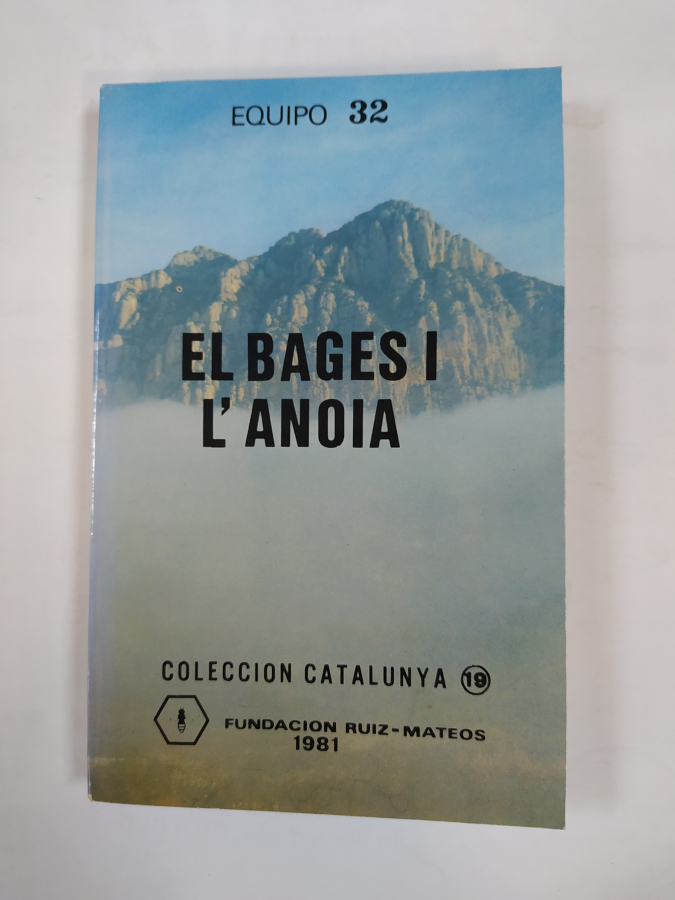 EQUIPO 32
EL BAGES I
L'ANOIA
COLECCION CATALUNYA 19
FUNDACION RUIZ-MATEOS
1981